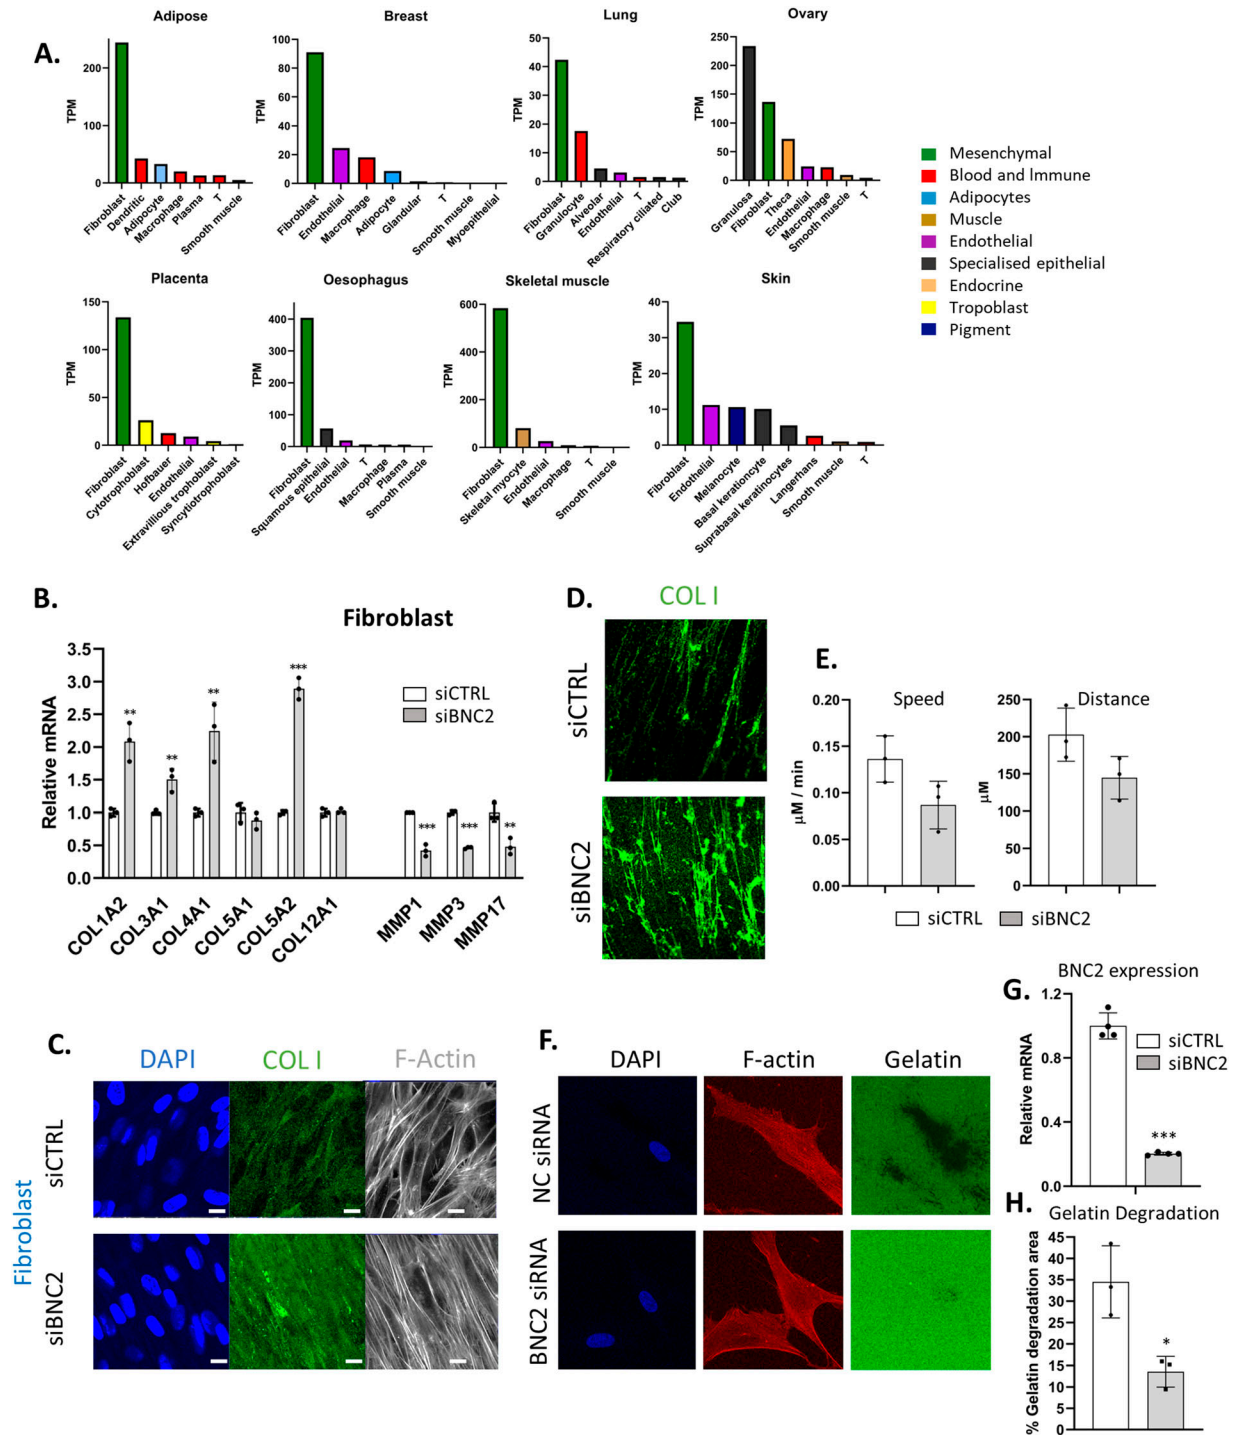 A.
Adipose
TPM
200
100
0
Fibroblast
Dendritic
Adipocyte
Macrophage
Plasma
T
Smooth muscle
Breast
TPM
100
80
60
40
20
0
Fibroblast
Endothelial
Macrophage
Adipocyte
Glandular
T
Smooth muscle
Myoepithelial
Lung
TPM
50
40
30
20
10
0
Fibroblast
Granulocyte
Alveolar
Endothelial
T
Respiratory ciliated
Club
Ovary
TPM
250
200
150
100
50
0
Granulosa
Fibroblast
Theca
Endothelial
Macrophage
Smooth muscle
T
Mesenchymal
Blood and Immune
Adipocytes
Muscle
Endothelial
Specialised epithelial
Endocrine
Tropoblast
Pigment
Placenta
TPM
150
100
50
0
Fibroblast
Cytotrophoblast
Hofbauer
Endothelial
Extravillious trophoblast
Syncytiotrophoblast
Oesophagus
TPM
400
300
200
100
0
Fibroblast
Squamous epithelial
Endothelial
T
Macrophage
Plasma
Smooth muscle
Skeletal muscle
TPM
600
400
200
0
Fibroblast
Skeletal myocyte
Endothelial
Macrophage
T
Smooth muscle
Skin
TPM
40
30
20
10
0
Fibroblast
Endothelial
Melanocyte
Basal kerationcyte
Suprabasal keratinocytes
Langerhans
Smooth muscle
T
B.
Fibroblast
Relative mRNA
3.5
3.0
2.5
2.0
1.5
1.0
0.5
0.0
**
**
**
***
***
***
**
siCTRL
siBNC2
COL1A2
COL3A1
COL4A1
COL5A1
COL5A2
COL12A1
MMP1
MMP3
MMP17
D.
COL I
siCTRL
siBNC2
E.
Speed
µM / min
0.20
0.15
0.10
0.05
0.00
Distance
µM
250
200
150
100
50
0
siCTRL
siBNC2
C.
Fibroblast
DAPI
COL I
F-Actin
siCTRL
siBNC2
F.
DAPI
F-actin
Gelatin
NC siRNA
BNC2 siRNA
G.
BNC2 expression
Relative mRNA
1.2
0.8
0.4
0.0
***
siCTRL
siBNC2
H.
Gelatin Degradation
% Gelatin degradation area
45
40
35
30
25
20
15
10
5
0
*